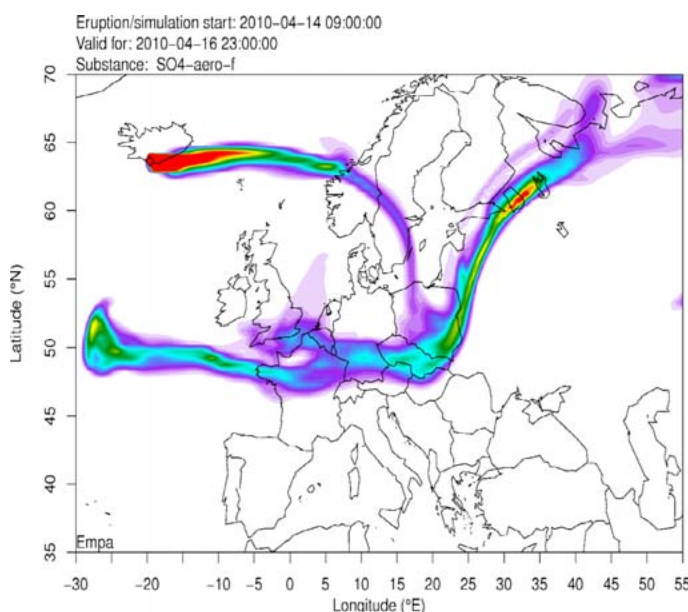 Eruption/simulation start: 2010-04-14 09:00:00
Valid for: 2010-04-16 23:00:00
Substance: SO4-aero-f
70
65
60
55
50
45
40
35
Latitude (°N)
Empa
-30 -20 -10 -5 0 5 10 15 20 25 30 35 40 45 50 55
Longitude (°E)